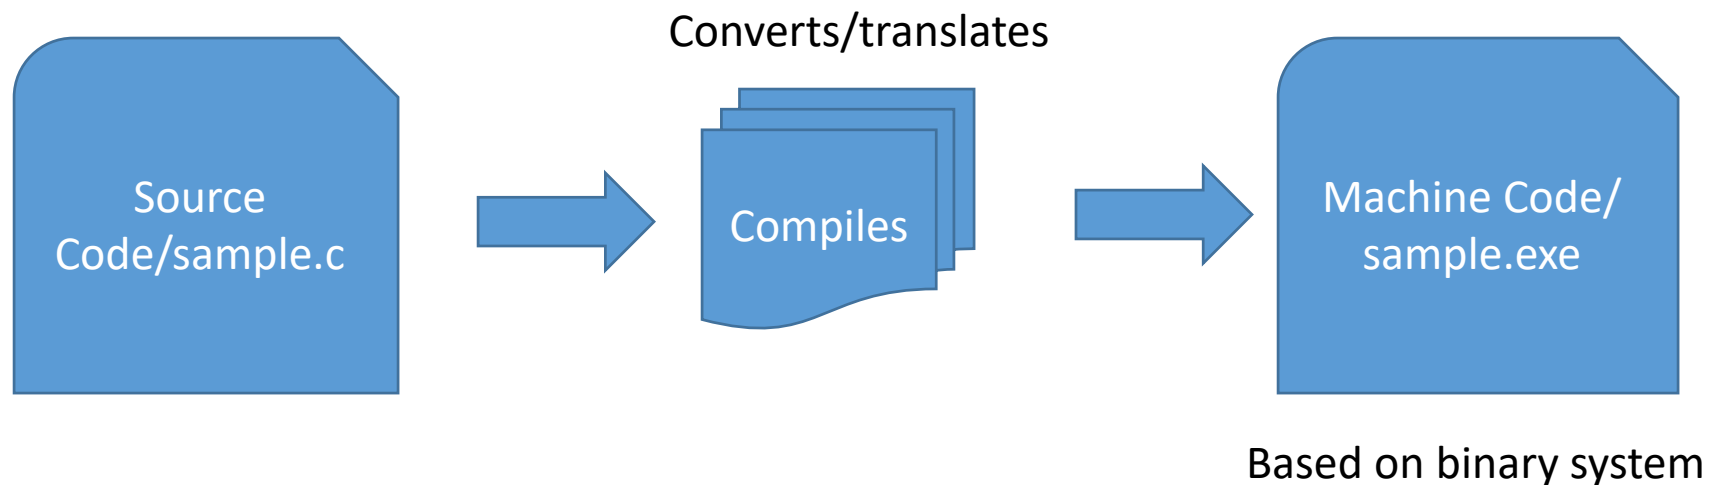 Converts/translates
Source
Code/sample.c
Compiles
Machine Code/
sample.exe
Based on binary system